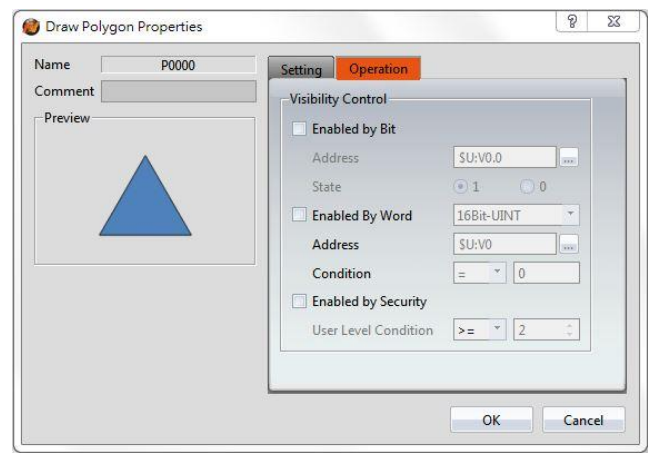 Draw Polygon Properties
Name P0000
Comment
Preview
Setting Operation
Visibility Control
Enabled by Bit
Address $U:V0.0 ...
State 1 0
Enabled By Word 16Bit-UINT
Address $U:V0 ...
Condition = 0
Enabled by Security
User Level Condition >= 2
OK Cancel